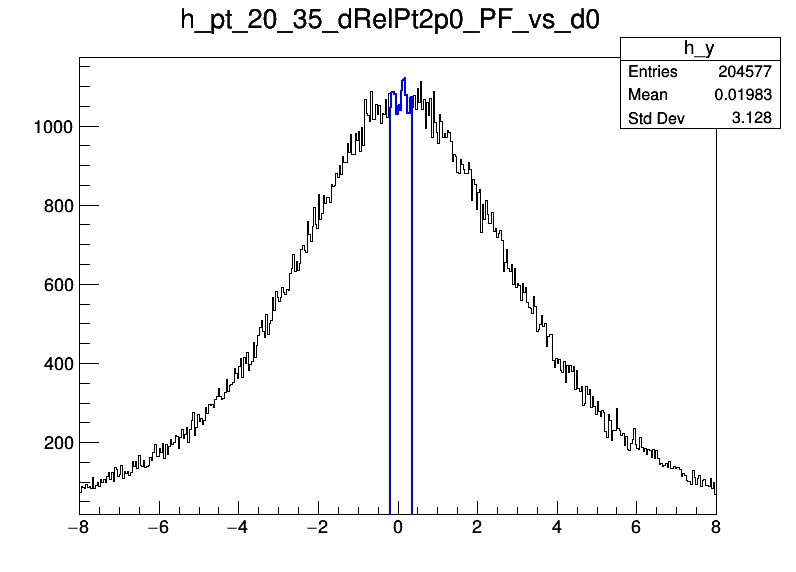 h_pt_20_35_dRelPt2p0_PF_vs_d0
h_y
Entries 204577
Mean 0.01983
Std Dev 3.128
1000
800
600
400
200
−8 −6 −4 −2 0 2 4 6 8